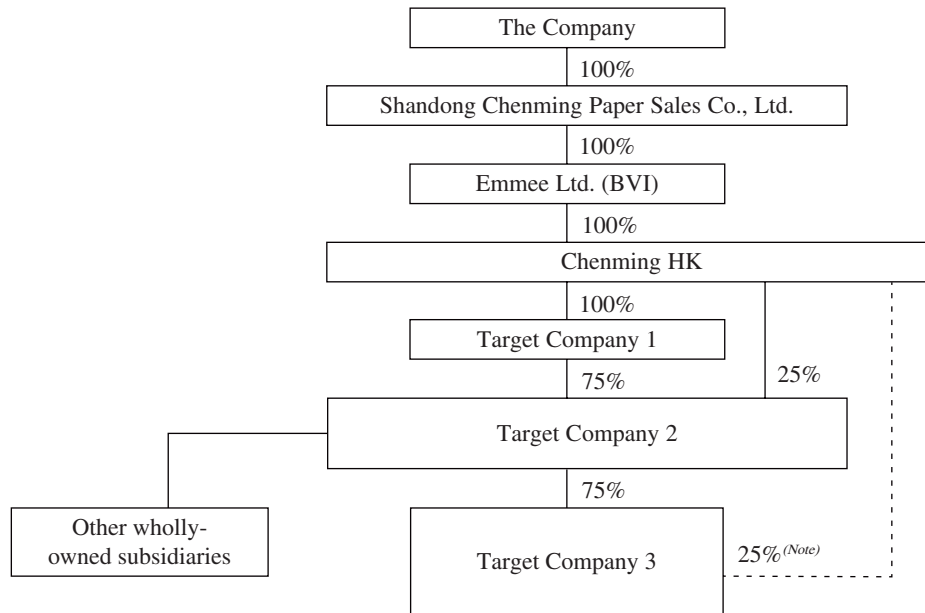 The Company
100%
Shandong Chenming Paper Sales Co., Ltd.
100%
Emmee Ltd. (BVI)
100%
Chenming HK
100%
Target Company 1
75%
25%
Target Company 2
75%
Other wholly-
owned subsidiaries
Target Company 3
25%(Note)